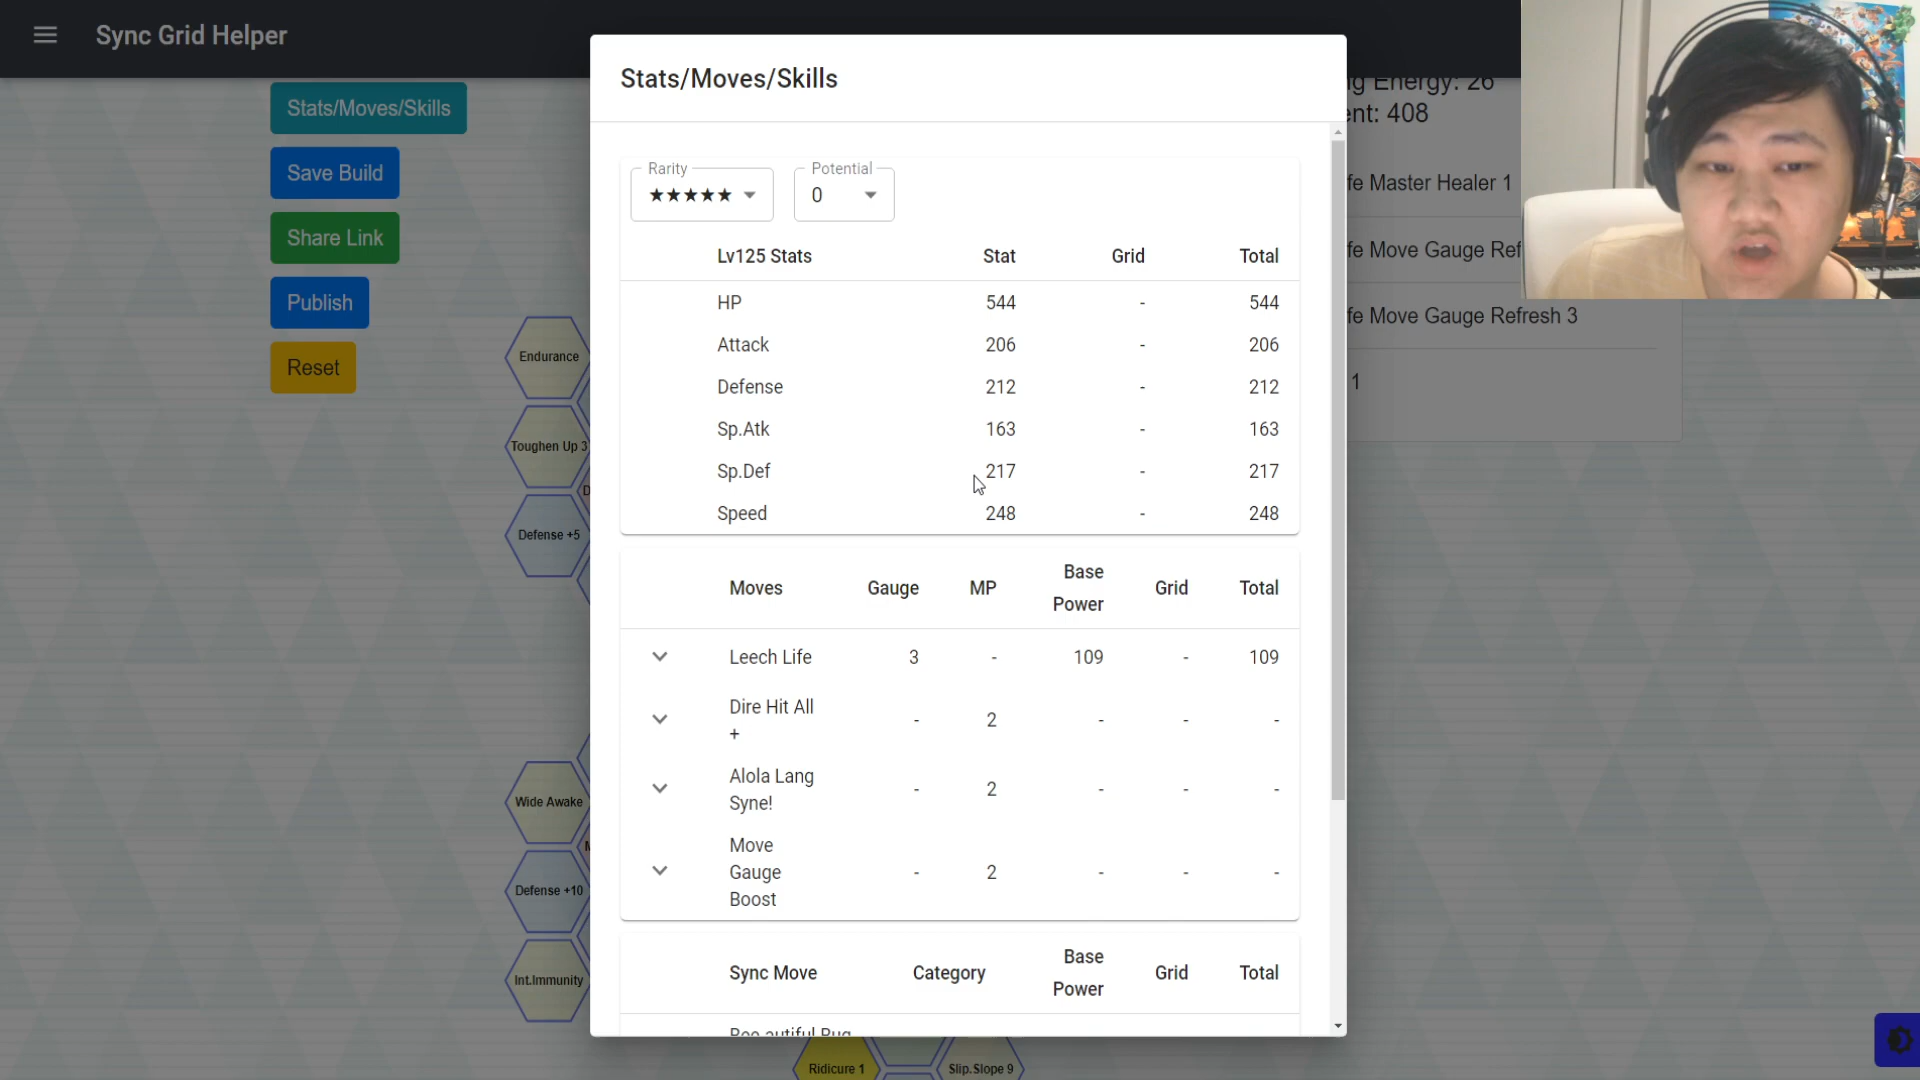 Sync Grid Helper
Stats/Moves/Skills
Save Build
Share Link
Publish
Reset
Endurance
Toughen Up 3
Defense +5
Wide Awake
Defense +10
Int.Immunity
Stats/Moves/Skills
Rarity
★★★★★
Potential
0
Lv125 Stats Stat Grid Total
HP 544 - 544
Attack 206 - 206
Defense 212 - 212
Sp.Atk 163 - 163
Sp.Def 217 - 217
Speed 248 - 248
Moves Gauge MP Base Power Grid Total
Leech Life 3 - 109 - 109
Dire Hit All + - 2 - - -
Alola Lang Syne! - 2 - - -
Move Gauge Boost - 2 - - -
Sync Move Category Base Power Grid Total
Ridicure 1
Slip.Slope 9
Energy: 26
408
Master Healer 1
Move Gauge
Move Gauge Refresh 3
1